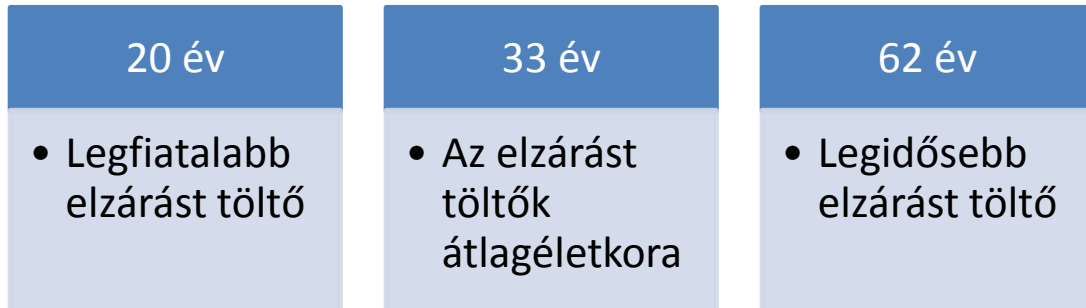 20 év
• Legfiatalabb
elzárást töltő
33 év
• Az elzárást
töltők
átlagéletkora
62 év
• Legidősebb
elzárást töltő